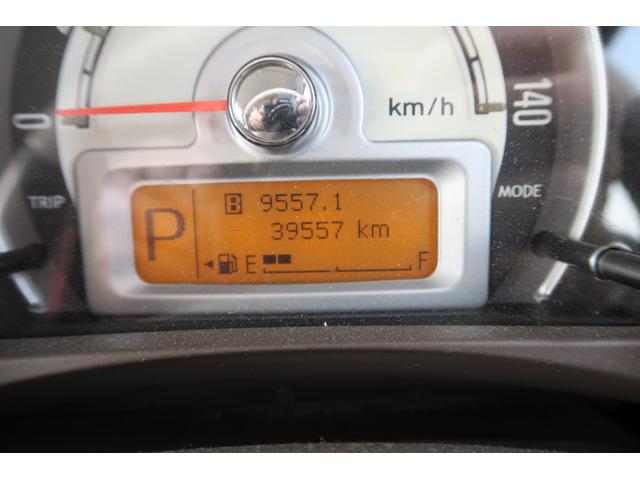 km/h
0
140
TRIP
MODE
P
B 9557.1
39557 km
E F